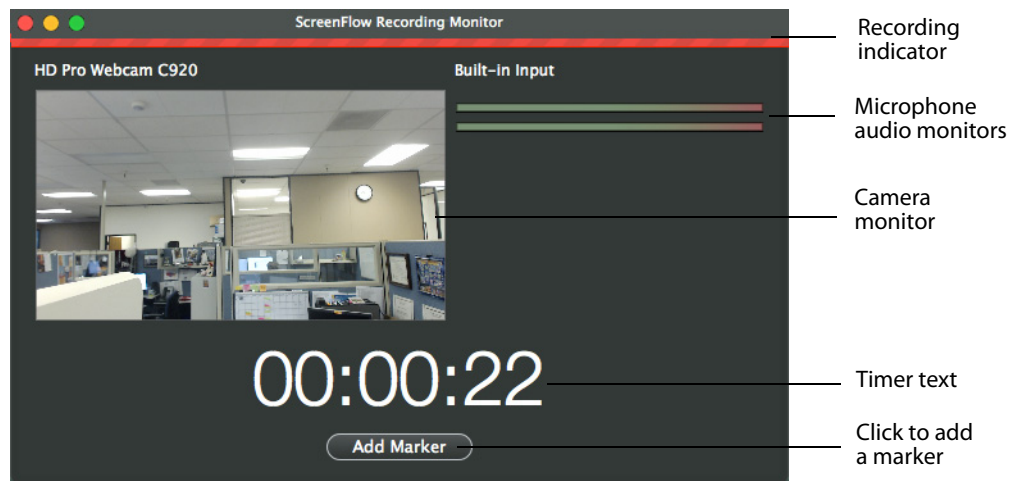 ScreenFlow Recording Monitor
Recording
indicator
HD Pro Webcam C920
Built-in Input
Microphone
audio monitors
Camera
monitor
00:00:22
Timer text
Add Marker
Click to add
a marker